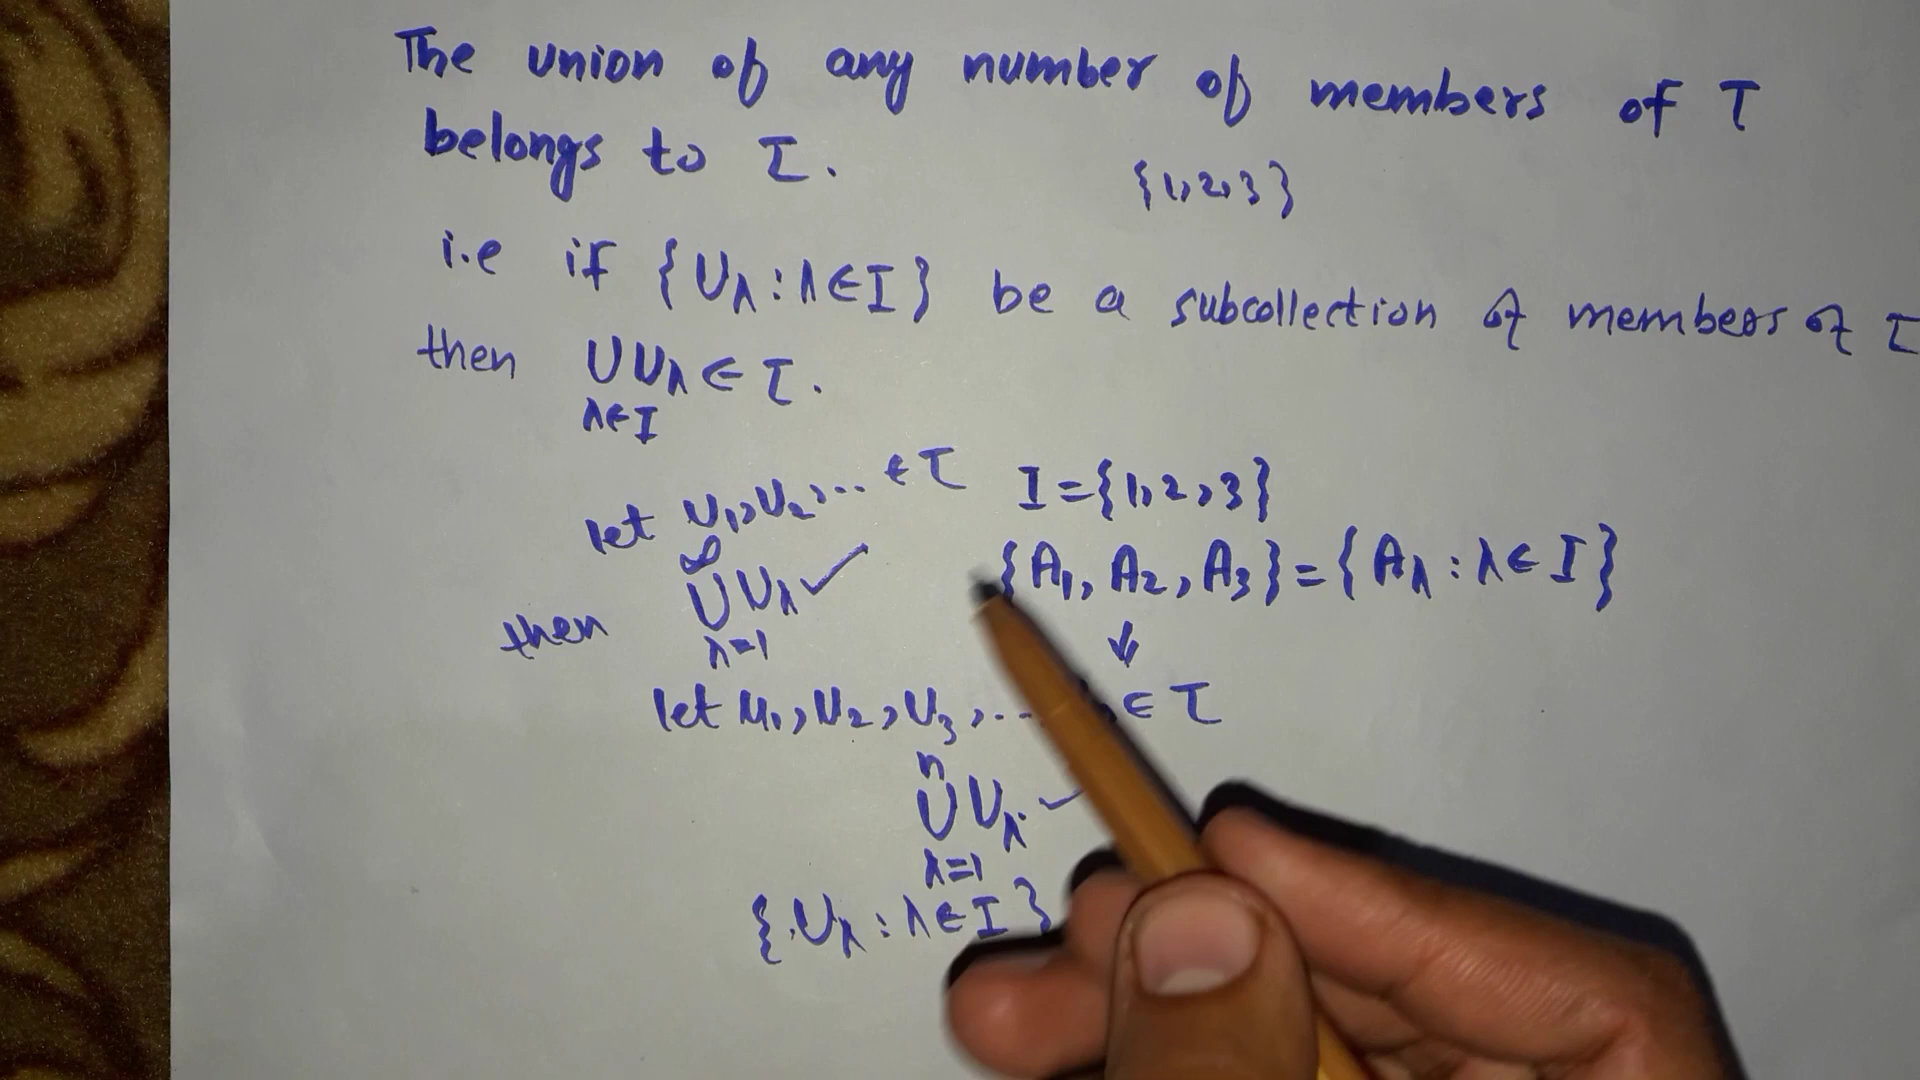 The union of any number of members of τ
belongs to τ.
{1,2,3}
i.e if {Uλ : λ∈I} be a subcollection of members of τ
then ∪Uλ ∈ τ.
λ∈I
let U₁,U₂,... ∈ τ
I={1,2,3}
∞
then ∪Uλ ✓
λ=1
{A₁, A₂, A₃} = {Aλ : λ∈I}
↓
let U₁,U₂,U₃,... ∈ τ
n
∪Uλ ✓
λ=1
{Uλ : λ∈I}